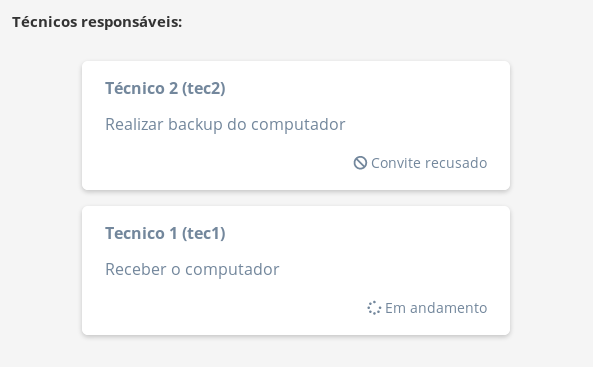 Técnicos responsáveis:
Técnico 2 (tec2)
Realizar backup do computador
Convite recusado
Tecnico 1 (tec1)
Receber o computador
Em andamento